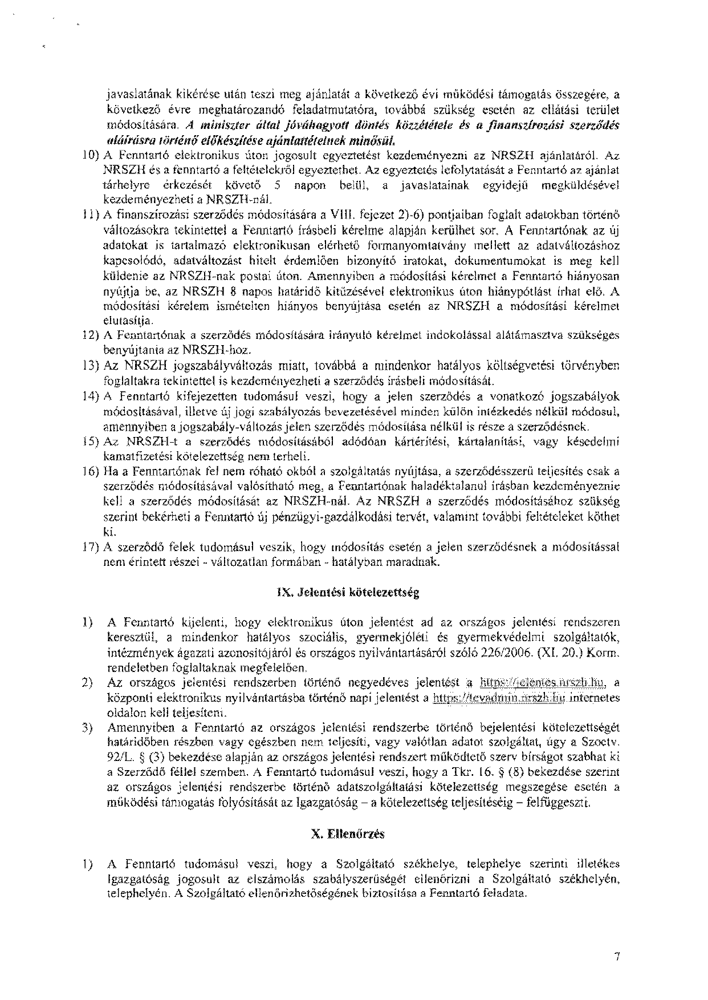 javaslatának kikérése után teszi meg ajánlatát a következő évi működési támogatás összegére, a
következő évre meghatározandó feladatmutatóra, továbbá szükség esetén az ellátási terület
módosítására. A miniszter által jóváhagyott döntés közzététele és a finanszírozási szerződés
aláírásra történő előkészítése ajánlattételnek minősül.
10) A Fenntartó elektronikus úton jogosult egyeztetést kezdeményezni az NRSZH ajánlatáról. Az
NRSZH és a fenntartó a feltételekről egyeztethet. Az egyeztetés lefolytatását a Fenntartó az ajánlat
tárhelyre érkezését követő 5 napon belül, a javaslatainak egyidejű megküldésével
kezdeményezheti a NRSZH-nál.
11) A finanszírozási szerződés módosítására a VIII. fejezet 2)-6) pontjaiban foglalt adatokban történő
változásokra tekintettel a Fenntartó írásbeli kérelme alapján kerülhet sor. A Fenntartónak az új
adatokat is tartalmazó elektronikusan elérhető formanyomtatvány mellett az adatváltozáshoz
kapcsolódó, adatváltozást hitelt érdemlően bizonyító iratokat, dokumentumokat is meg kell
küldenie az NRSZH-nak postai úton. Amennyiben a módosítási kérelmet a Fenntartó hiányosan
nyújtja be, az NRSZH 8 napos határidő kitűzésével elektronikus úton hiánypótlást írhat elő. A
módosítási kérelem ismételten hiányos benyújtása esetén az NRSZH a módosítási kérelmet
elutasítja.
12) A Fenntartónak a szerződés módosítására irányuló kérelmet indokolással alátámasztva szükséges
benyújtania az NRSZH-hoz.
13) Az NRSZH jogszabályváltozás miatt, továbbá a mindenkor hatályos költségvetési törvényben
foglaltakra tekintettel is kezdeményezheti a szerződés írásbeli módosítását.
14) A Fenntartó kifejezetten tudomásul veszi, hogy a jelen szerződés a vonatkozó jogszabályok
módosításával, illetve új jogi szabályozás bevezetésével minden külön intézkedés nélkül módosul,
amennyiben a jogszabály-változás jelen szerződés módosítása nélkül is része a szerződésnek.
15) Az NRSZH-t a szerződés módosításából adódóan kártérítési, kártalanítási, vagy késedelmi
kamatfizetési kötelezettség nem terheli.
16) Ha a Fenntartónak fel nem róható okból a szolgáltatás nyújtása, a szerződésszerű teljesítés csak a
szerződés módosításával valósítható meg, a Fenntartónak haladéktalanul írásban kezdeményeznie
kell a szerződés módosítását az NRSZH-nál. Az NRSZH a szerződés módosításához szükség
szerint bekérheti a Fenntartó új pénzügyi-gazdálkodási tervét, valamint további feltételeket köthet
ki.
17) A szerződő felek tudomásul veszik, hogy módosítás esetén a jelen szerződésnek a módosítással
nem érintett részei - változatlan formában - hatályban maradnak.
IX. Jelentési kötelezettség
1) A Fenntartó kijelenti, hogy elektronikus úton jelentést ad az országos jelentési rendszeren
keresztül, a mindenkor hatályos szociális, gyermekjóléti és gyermekvédelmi szolgáltatók,
intézmények ágazati azonosítójáról és országos nyilvántartásáról szóló 226/2006. (XI. 20.) Korm.
rendeletben foglaltaknak megfelelően.
2) Az országos jelentési rendszerben történő negyedéves jelentést a https://jelentes.nrszh.hu, a
központi elektronikus nyilvántartásba történő napi jelentést a https://tevadmin.nrszh.hu internetes
oldalon kell teljesíteni.
3) Amennyiben a Fenntartó az országos jelentési rendszerbe történő bejelentési kötelezettségét
határidőben részben vagy egészben nem teljesíti, vagy valótlan adatot szolgáltat, úgy a Szoctv.
92/L. § (3) bekezdése alapján az országos jelentési rendszert működtető szerv bírságot szabhat ki
a Szerződő féllel szemben. A Fenntartó tudomásul veszi, hogy a Tkr. 16. § (8) bekezdése szerint
az országos jelentési rendszerbe történő adatszolgáltatási kötelezettség megszegése esetén a
működési támogatás folyósítását az Igazgatóság – a kötelezettség teljesítéséig – felfüggeszti.
X. Ellenőrzés
1) A Fenntartó tudomásul veszi, hogy a Szolgáltató székhelye, telephelye szerinti illetékes
Igazgatóság jogosult az elszámolás szabályszerűségét ellenőrizni a Szolgáltató székhelyén,
telephelyén. A Szolgáltató ellenőrizhetőségének biztosítása a Fenntartó feladata.
7